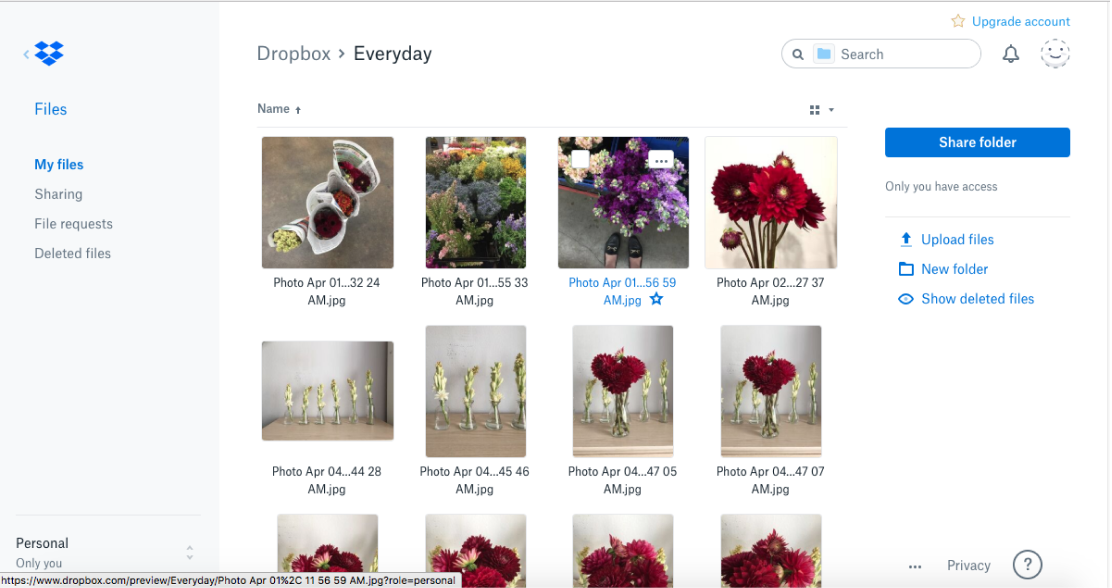 Upgrade account
Dropbox › Everyday
Search
Files
My files
Sharing
File requests
Deleted files
Name ↑
Photo Apr 01...32 24
AM.jpg
Photo Apr 01...55 33
AM.jpg
Photo Apr 01...56 59
AM.jpg
Photo Apr 02...27 37
AM.jpg
Photo Apr 04...44 28
AM.jpg
Photo Apr 04...45 46
AM.jpg
Photo Apr 04...47 05
AM.jpg
Photo Apr 04...47 07
AM.jpg
Share folder
Only you have access
Upload files
New folder
Show deleted files
Personal
Only you
... Privacy ?
https://www.dropbox.com/preview/Everyday/Photo Apr 01%2C 11 56 59 AM.jpg?role=personal